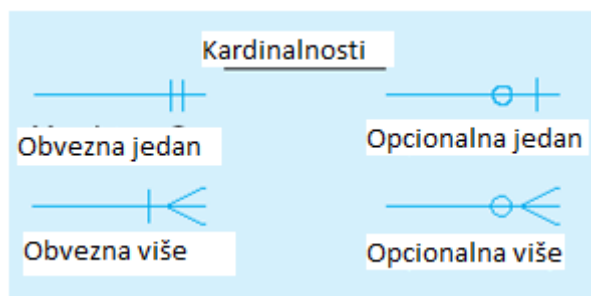 Kardinalnosti
Obvezna jedan
Opcionalna jedan
Obvezna više
Opcionalna više